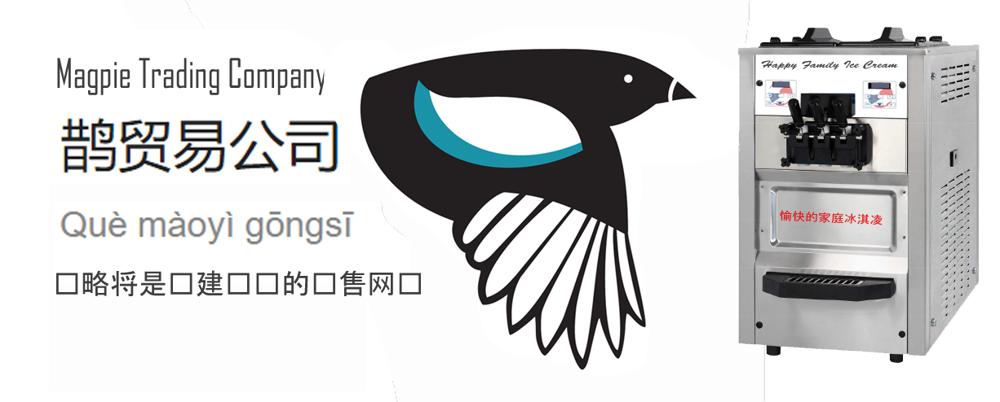 Magpie Trading Company
鹊贸易公司
Què màoyì gōngsī
□略将是□建□□的□售网□
Happy Family Ice Cream
愉快的家庭冰淇凌